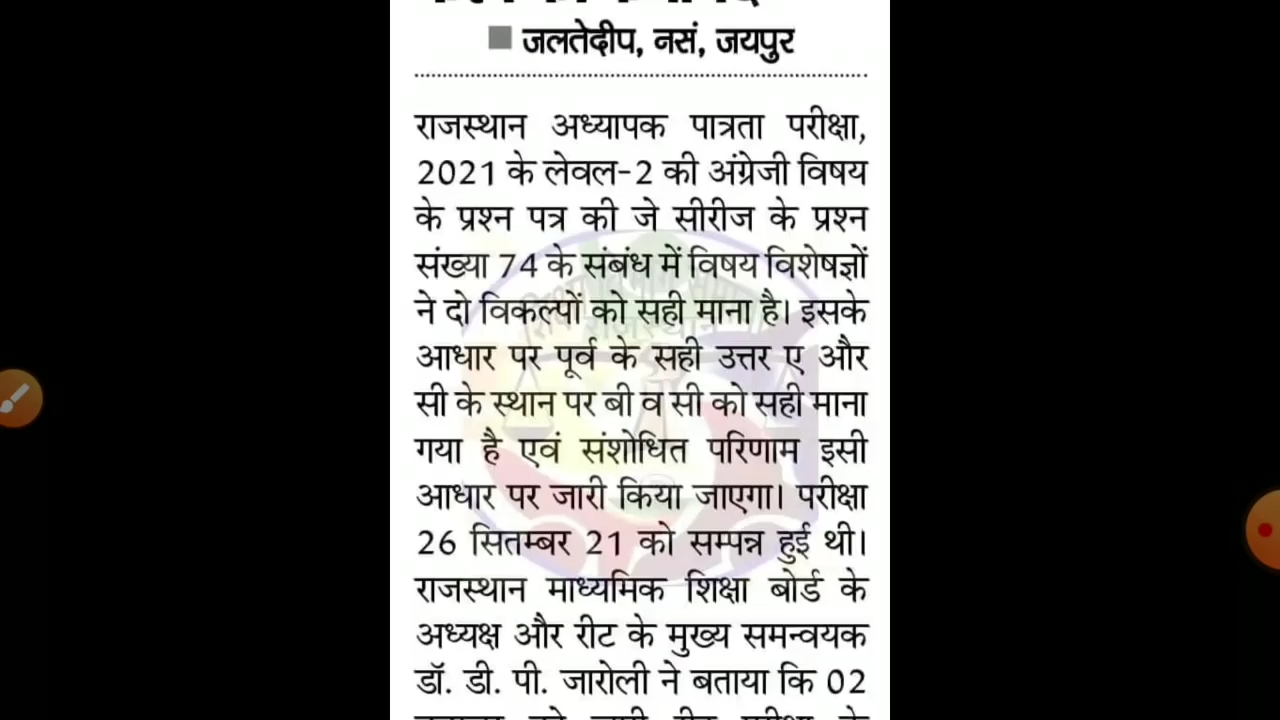 जलतेदीप, नसं, जयपुर
राजस्थान अध्यापक पात्रता परीक्षा,
2021 के लेवल-2 की अंग्रेजी विषय
के प्रश्न पत्र की जे सीरीज के प्रश्न
संख्या 74 के संबंध में विषय विशेषज्ञों
ने दो विकल्पों को सही माना है। इसके
आधार पर पूर्व के सही उत्तर ए और
सी के स्थान पर बी व सी को सही माना
गया है एवं संशोधित परिणाम इसी
आधार पर जारी किया जाएगा। परीक्षा
26 सितम्बर 21 को सम्पन्न हुई थी।
राजस्थान माध्यमिक शिक्षा बोर्ड के
अध्यक्ष और रीट के मुख्य समन्वयक
डॉ. डी. पी. जारोली ने बताया कि 02